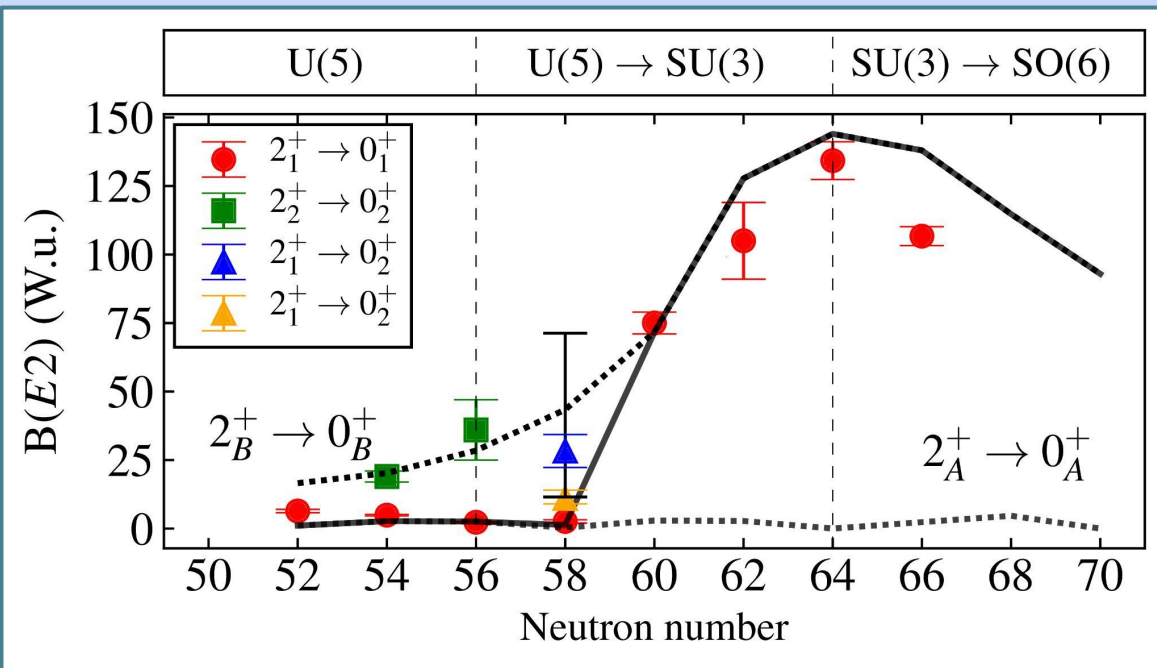 U(5)
U(5) → SU(3)
SU(3) → SO(6)
B(E2) (W.u.)
150
125
100
75
50
25
0
2₁⁺ → 0₁⁺
2₂⁺ → 0₂⁺
2₁⁺ → 0₂⁺
2₁⁺ → 0₂⁺
2_B⁺ → 0_B⁺
2_A⁺ → 0_A⁺
50 52 54 56 58 60 62 64 66 68 70
Neutron number